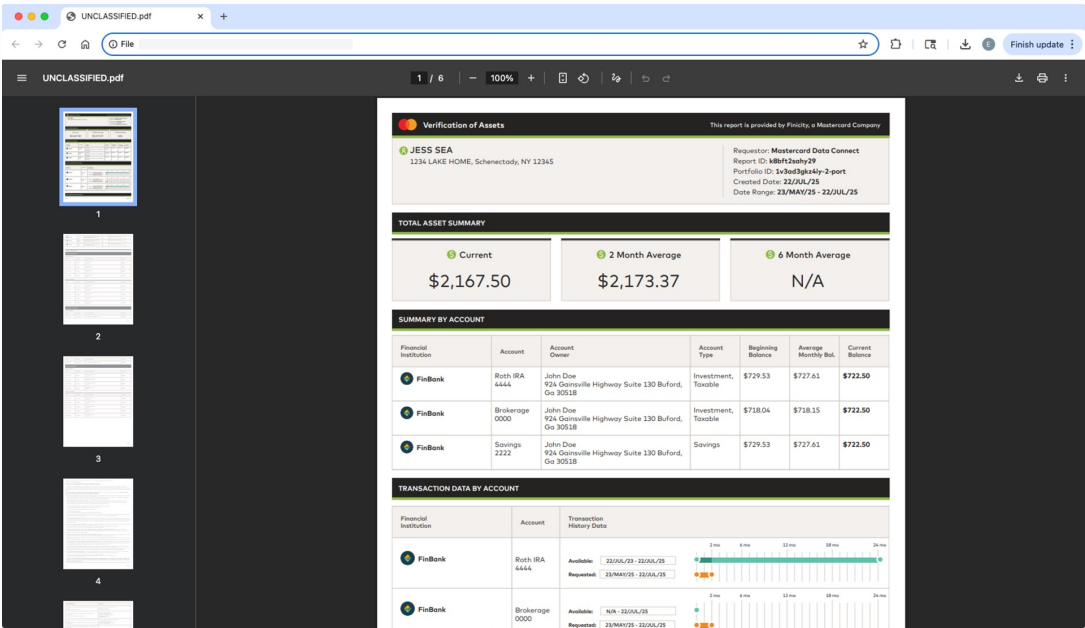 UNCLASSIFIED.pdf
File
E
Finish update
UNCLASSIFIED.pdf
1 / 6
100%
Verification of Assets
This report is provided by Finicity, a Mastercard Company
JESS SEA
1234 LAKE HOME, Schenectady, NY 12345
Requestor: Mastercard Data Connect
Report ID: k8bft2sahy29
Portfolio ID: 1v3ad3gkz4iy-2-port
Created Date: 22/JUL/25
Date Range: 23/MAY/25 - 22/JUL/25
TOTAL ASSET SUMMARY
Current
$2,167.50
2 Month Average
$2,173.37
6 Month Average
N/A
SUMMARY BY ACCOUNT
Financial Institution Account Account Owner Account Type Beginning Balance Average Monthly Bal. Current Balance
FinBank Roth IRA 4444 John Doe 924 Gainsville Highway Suite 130 Buford, Ga 30518 Investment, Taxable $729.53 $727.61 $722.50
FinBank Brokerage 0000 John Doe 924 Gainsville Highway Suite 130 Buford, Ga 30518 Investment, Taxable $718.04 $718.15 $722.50
FinBank Savings 2222 John Doe 924 Gainsville Highway Suite 130 Buford, Ga 30518 Savings $729.53 $727.61 $722.50
TRANSACTION DATA BY ACCOUNT
Financial Institution Account Transaction History Data
2 mo 6 mo 12 mo 18 mo 24 mo
FinBank Roth IRA 4444
Available: 22/JUL/23 - 22/JUL/25
Requested: 23/MAY/25 - 22/JUL/25
2 mo 6 mo 12 mo 18 mo 24 mo
FinBank Brokerage 0000
Available: N/A - 22/JUL/25
Requested: 23/MAY/25 - 22/JUL/25
1
2
3
4